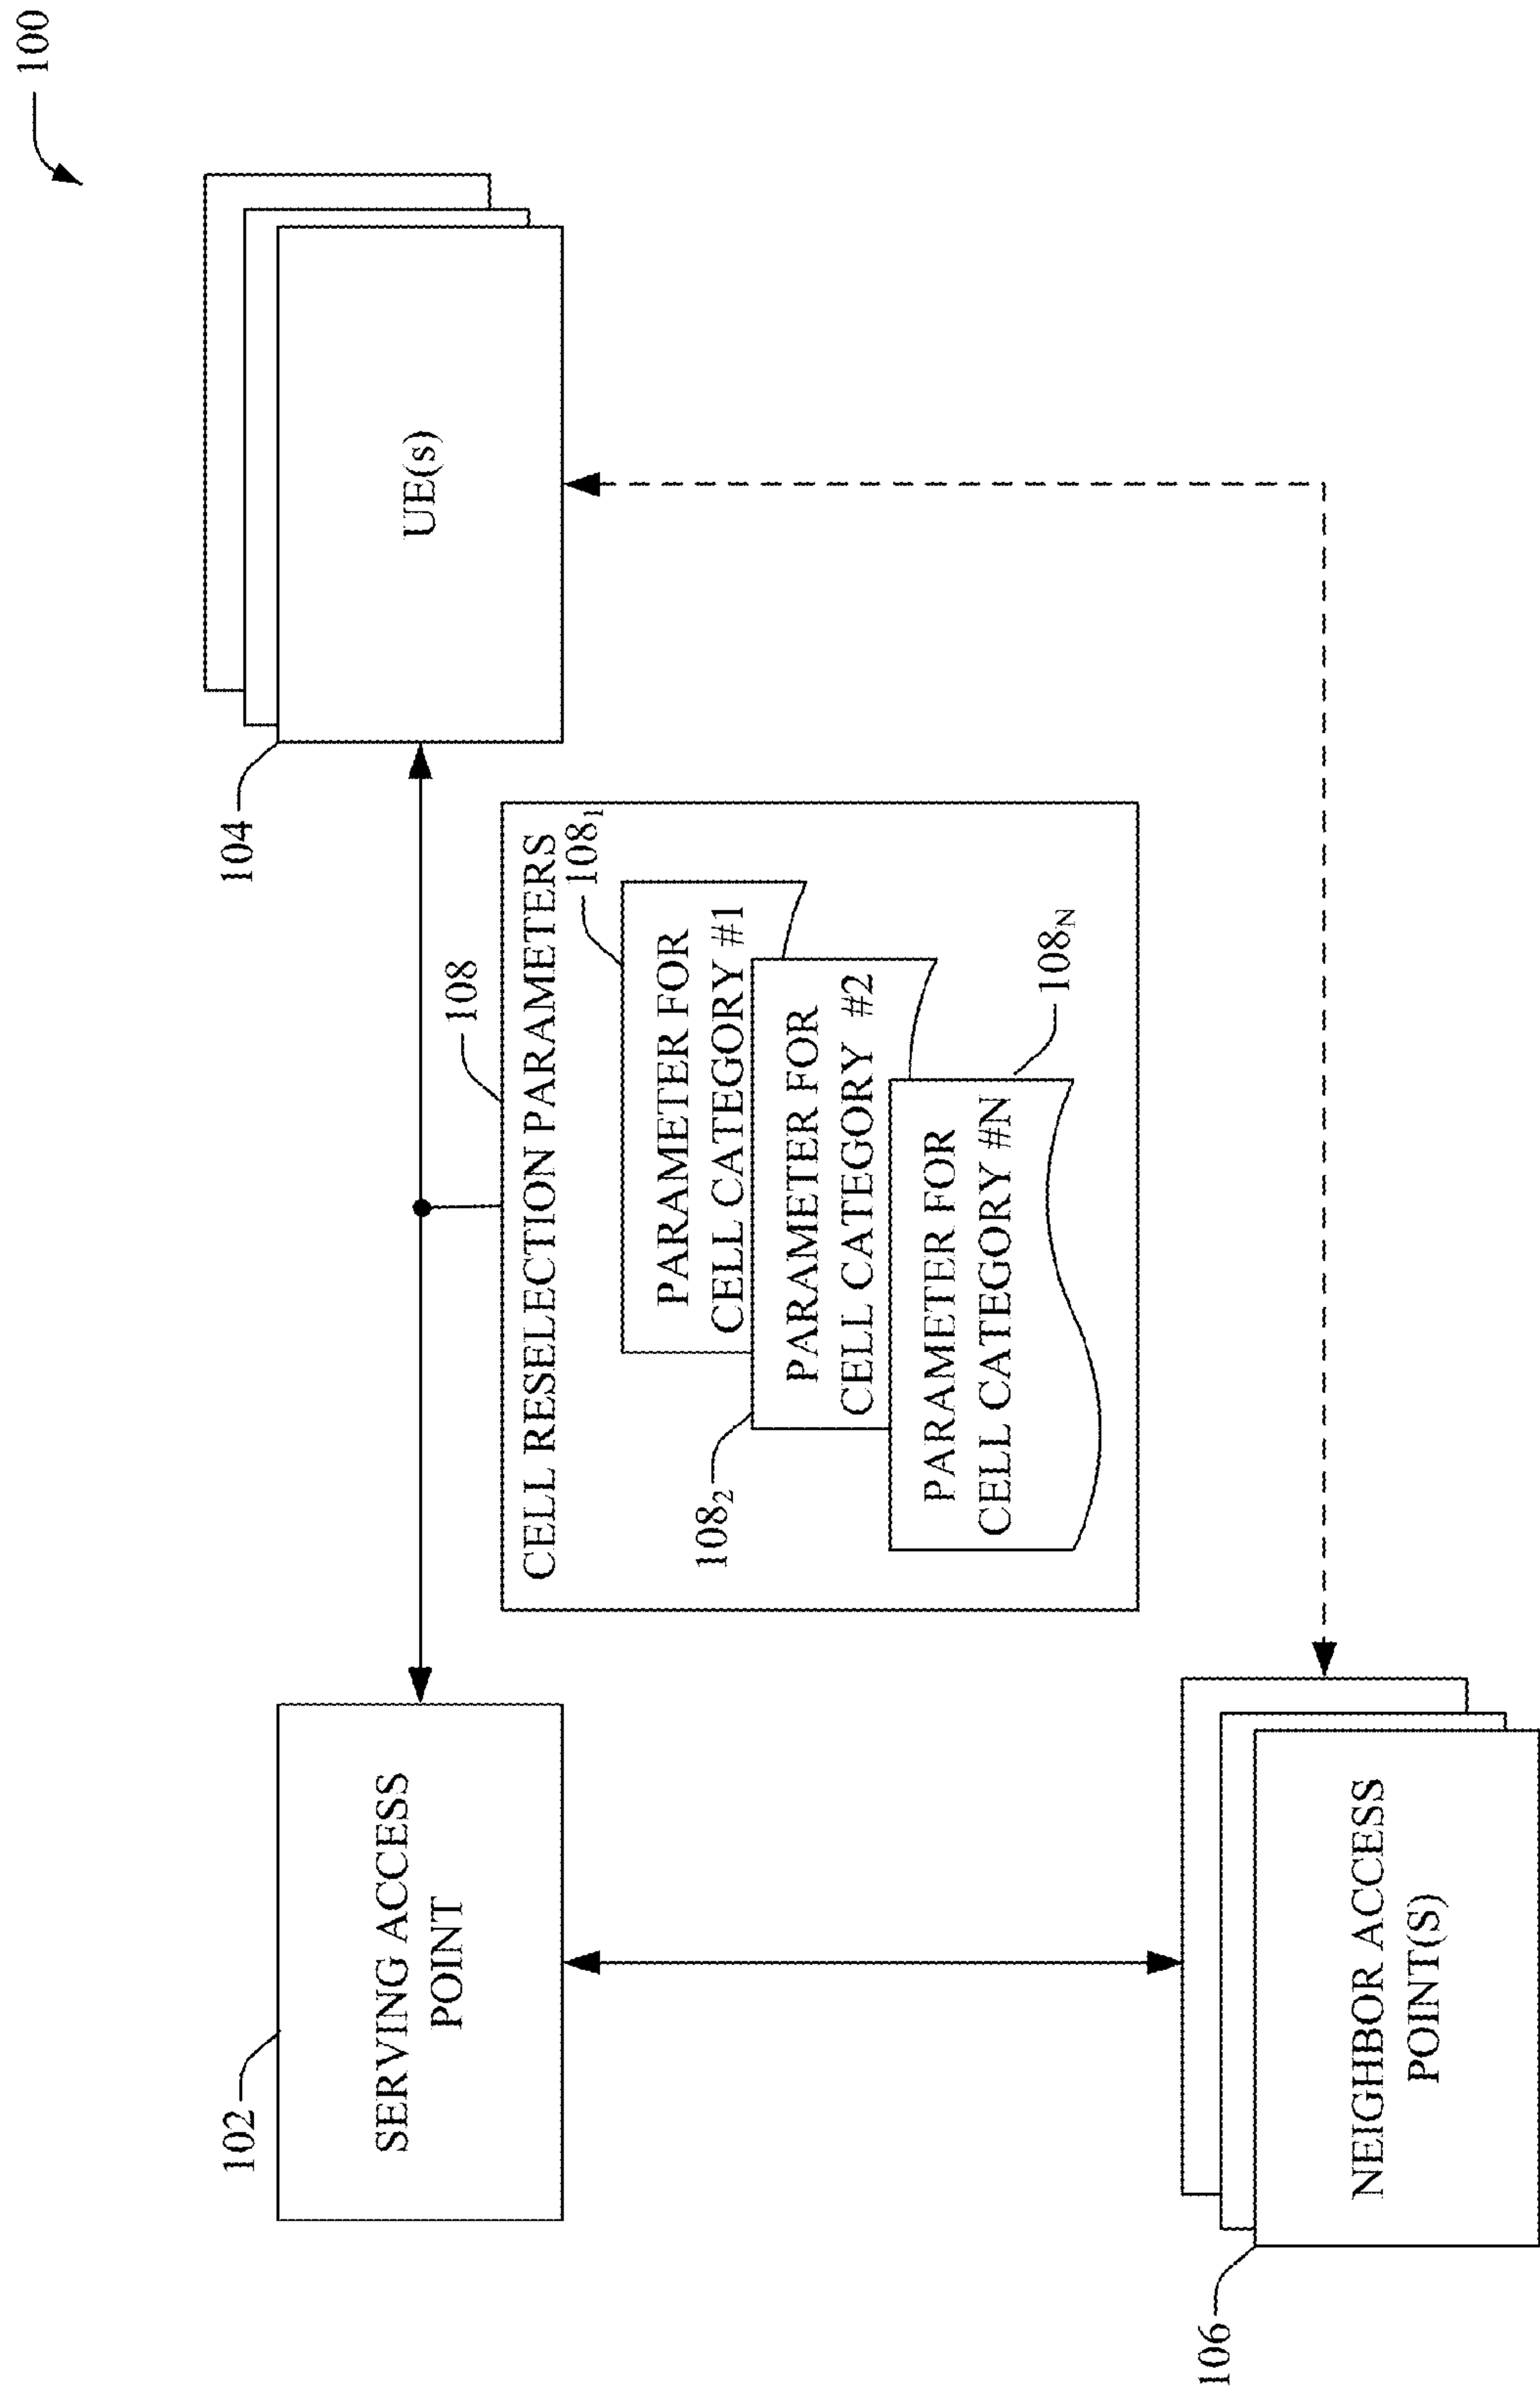 100
102
SERVING ACCESS
POINT
104
UE(s)
108
CELL RESELECTION PARAMETERS
108₁
PARAMETER FOR
CELL CATEGORY #1
108₂
PARAMETER FOR
CELL CATEGORY #2
108N
PARAMETER FOR
CELL CATEGORY #N
106
NEIGHBOR ACCESS
POINT(S)